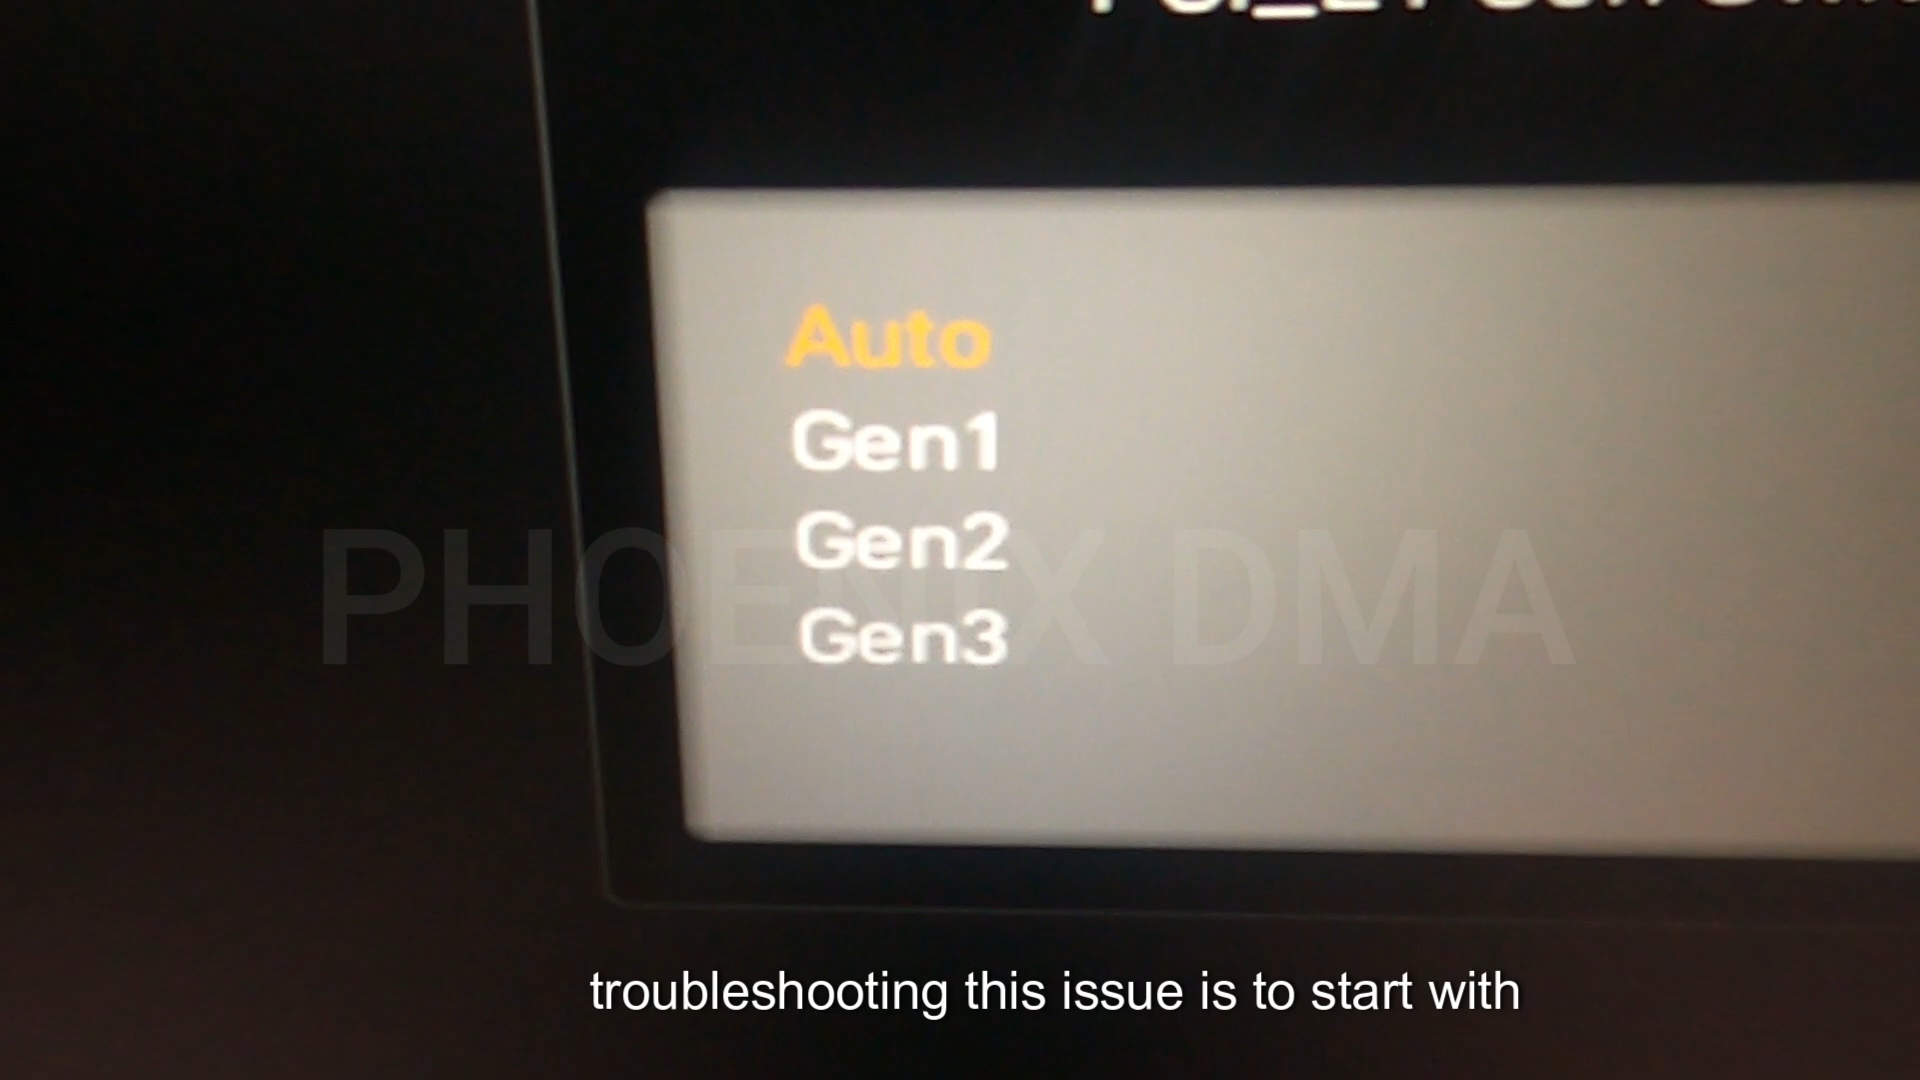 Auto
Gen1
Gen2
Gen3
PHOENIX DMA
troubleshooting this issue is to start with